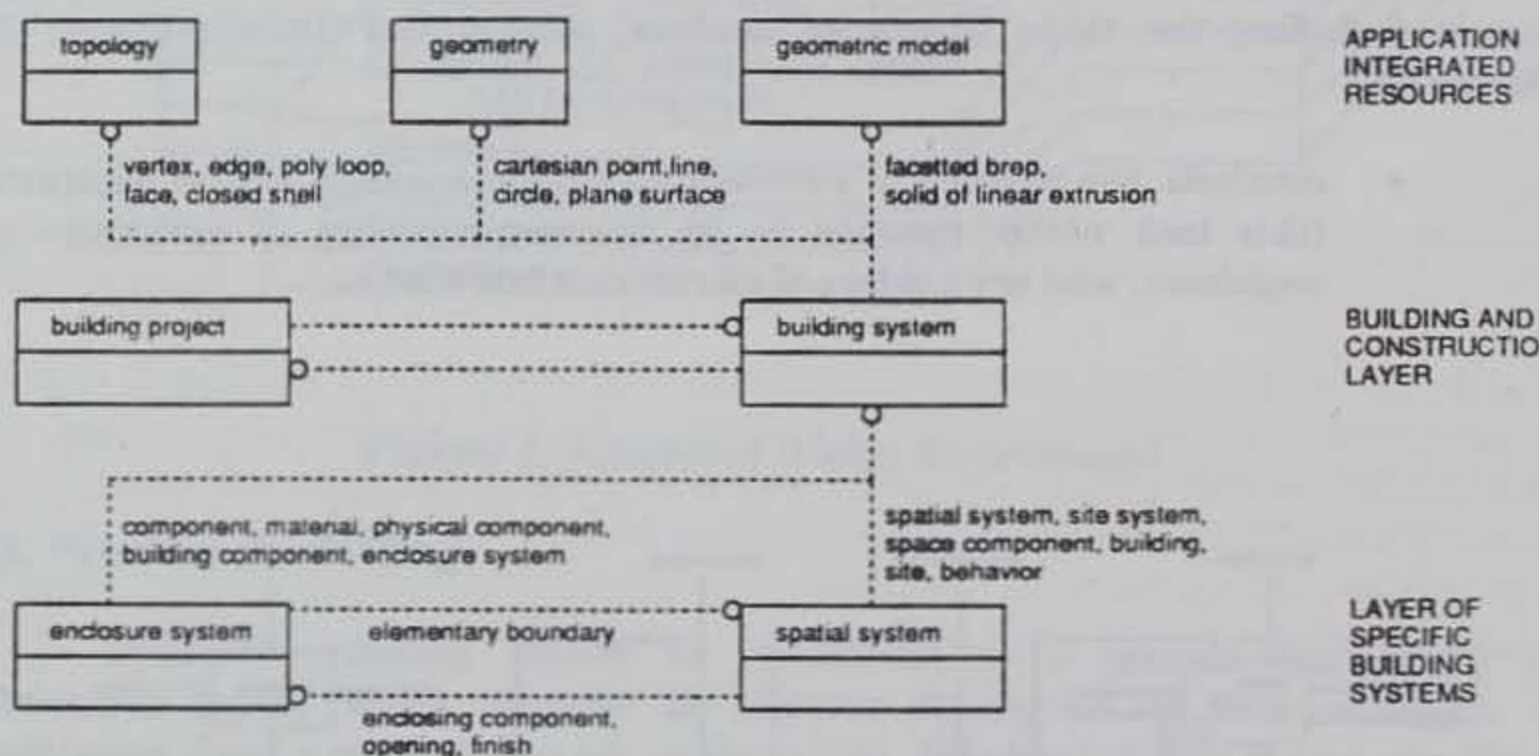 topology
geometry
geometric model
APPLICATION
INTEGRATED
RESOURCES
vertex, edge, poly loop,
face, closed shell
cartesian point,line,
circle, plane surface
facetted brep,
solid of linear extrusion
building project
building system
BUILDING AND
CONSTRUCTIO
LAYER
component, material, physical component,
building component, enclosure system
spatial system, site system,
space component, building,
site, behavior
enclosure system
elementary boundary
spatial system
LAYER OF
SPECIFIC
BUILDING
SYSTEMS
enclosing component,
opening, finish